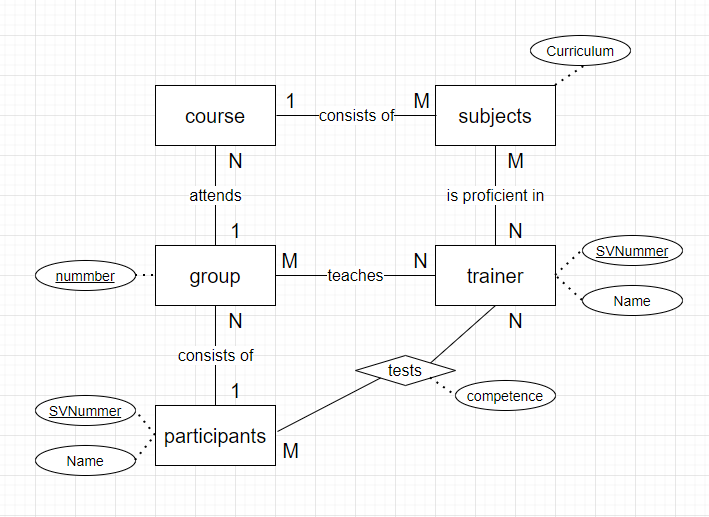 Curriculum
course
1
consists of
M
subjects
N
M
attends
is proficient in
1
N
SVNummer
nummber
group
M
teaches
N
trainer
Name
N
N
consists of
tests
1
competence
SVNummer
participants
M
Name